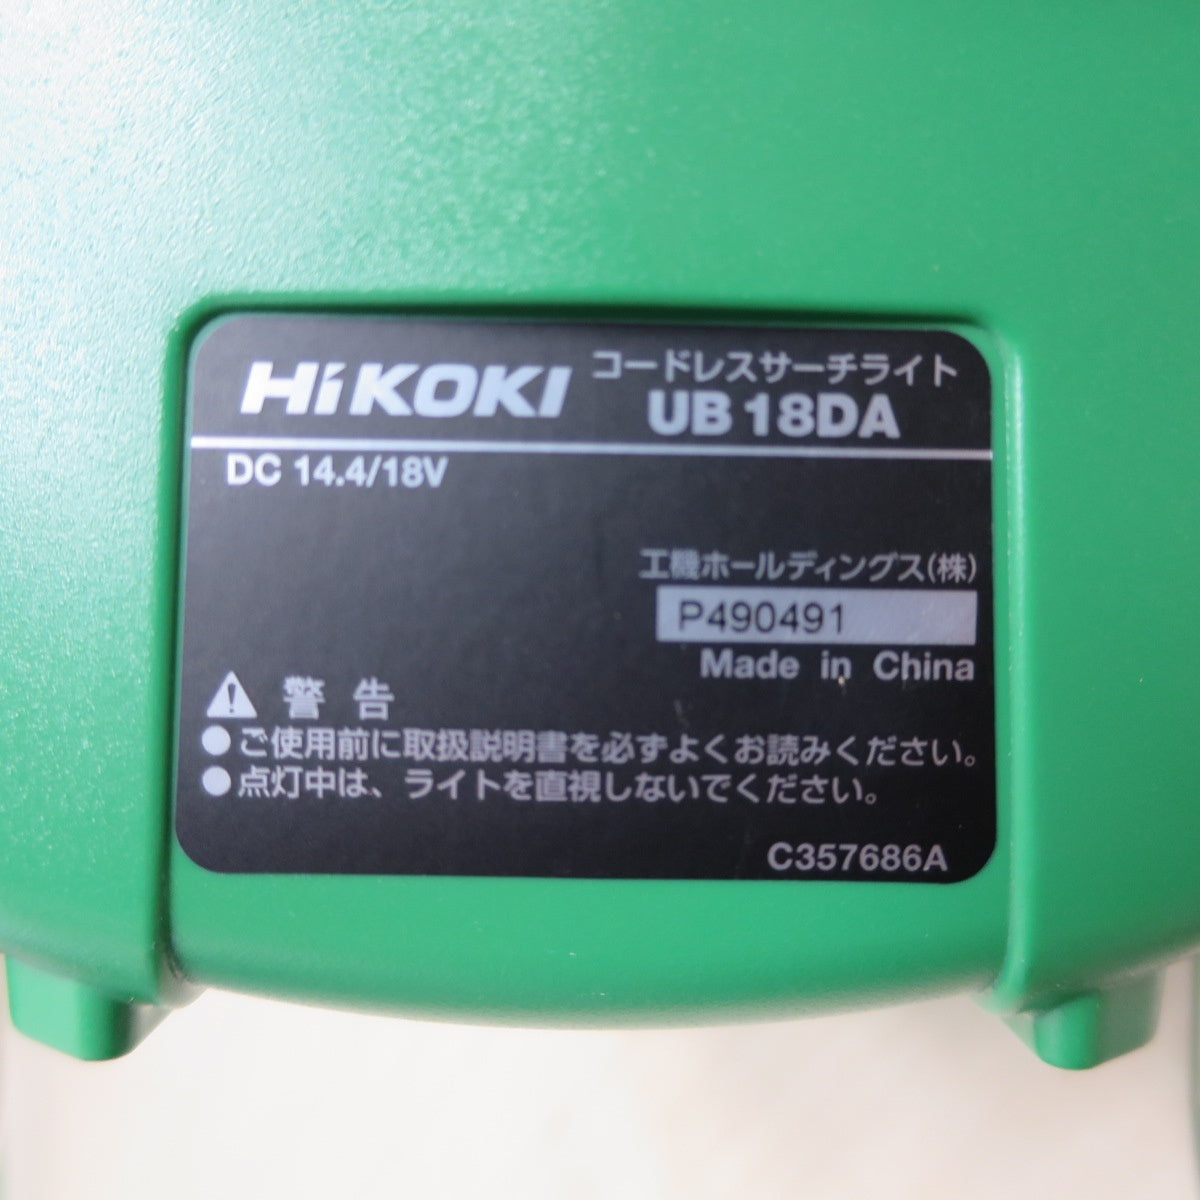 HiKOKI
コードレスサーチライト
UB 18DA
DC 14.4/18V
工機ホールディングス(株)
P490491
Made in China
警告
●ご使用前に取扱説明書を必ずよくお読みください。
●点灯中は、ライトを直視しないでください。
C357686A